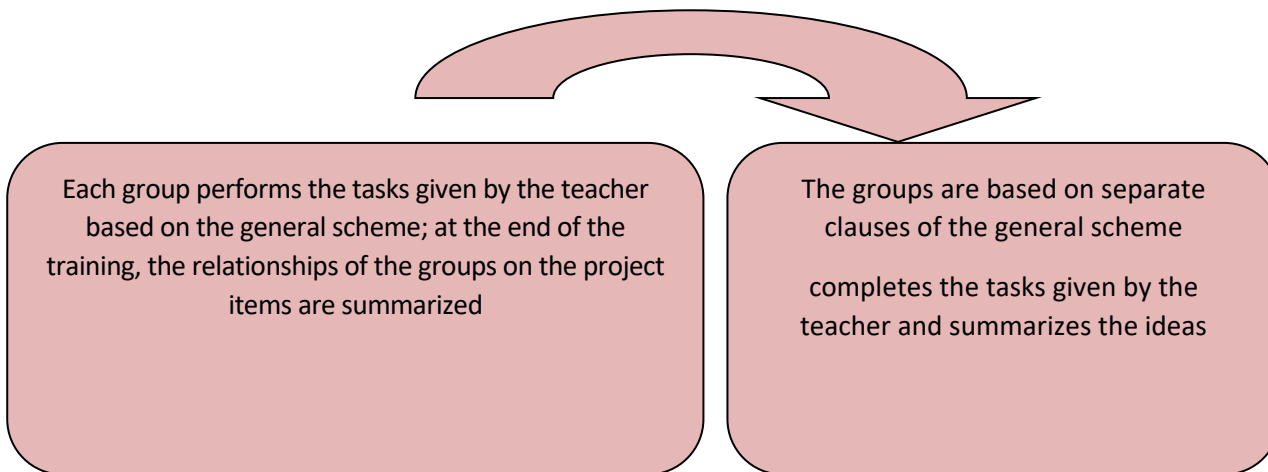 Each group performs the tasks given by the teacher
based on the general scheme; at the end of the
training, the relationships of the groups on the project
items are summarized
The groups are based on separate
clauses of the general scheme
completes the tasks given by the
teacher and summarizes the ideas